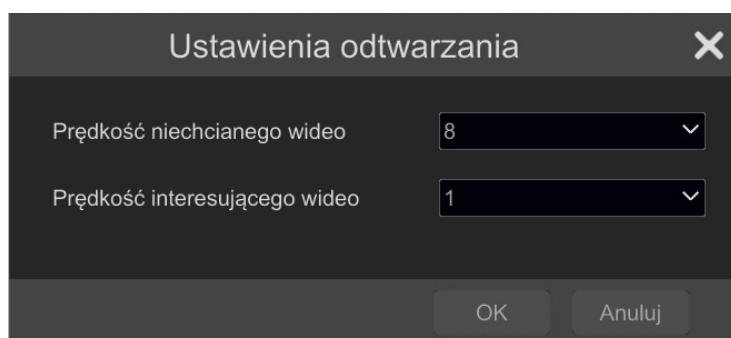 Ustawienia odtwarzania
Prędkość niechcianego wideo 8
Prędkość interesującego wideo 1
OK Anuluj